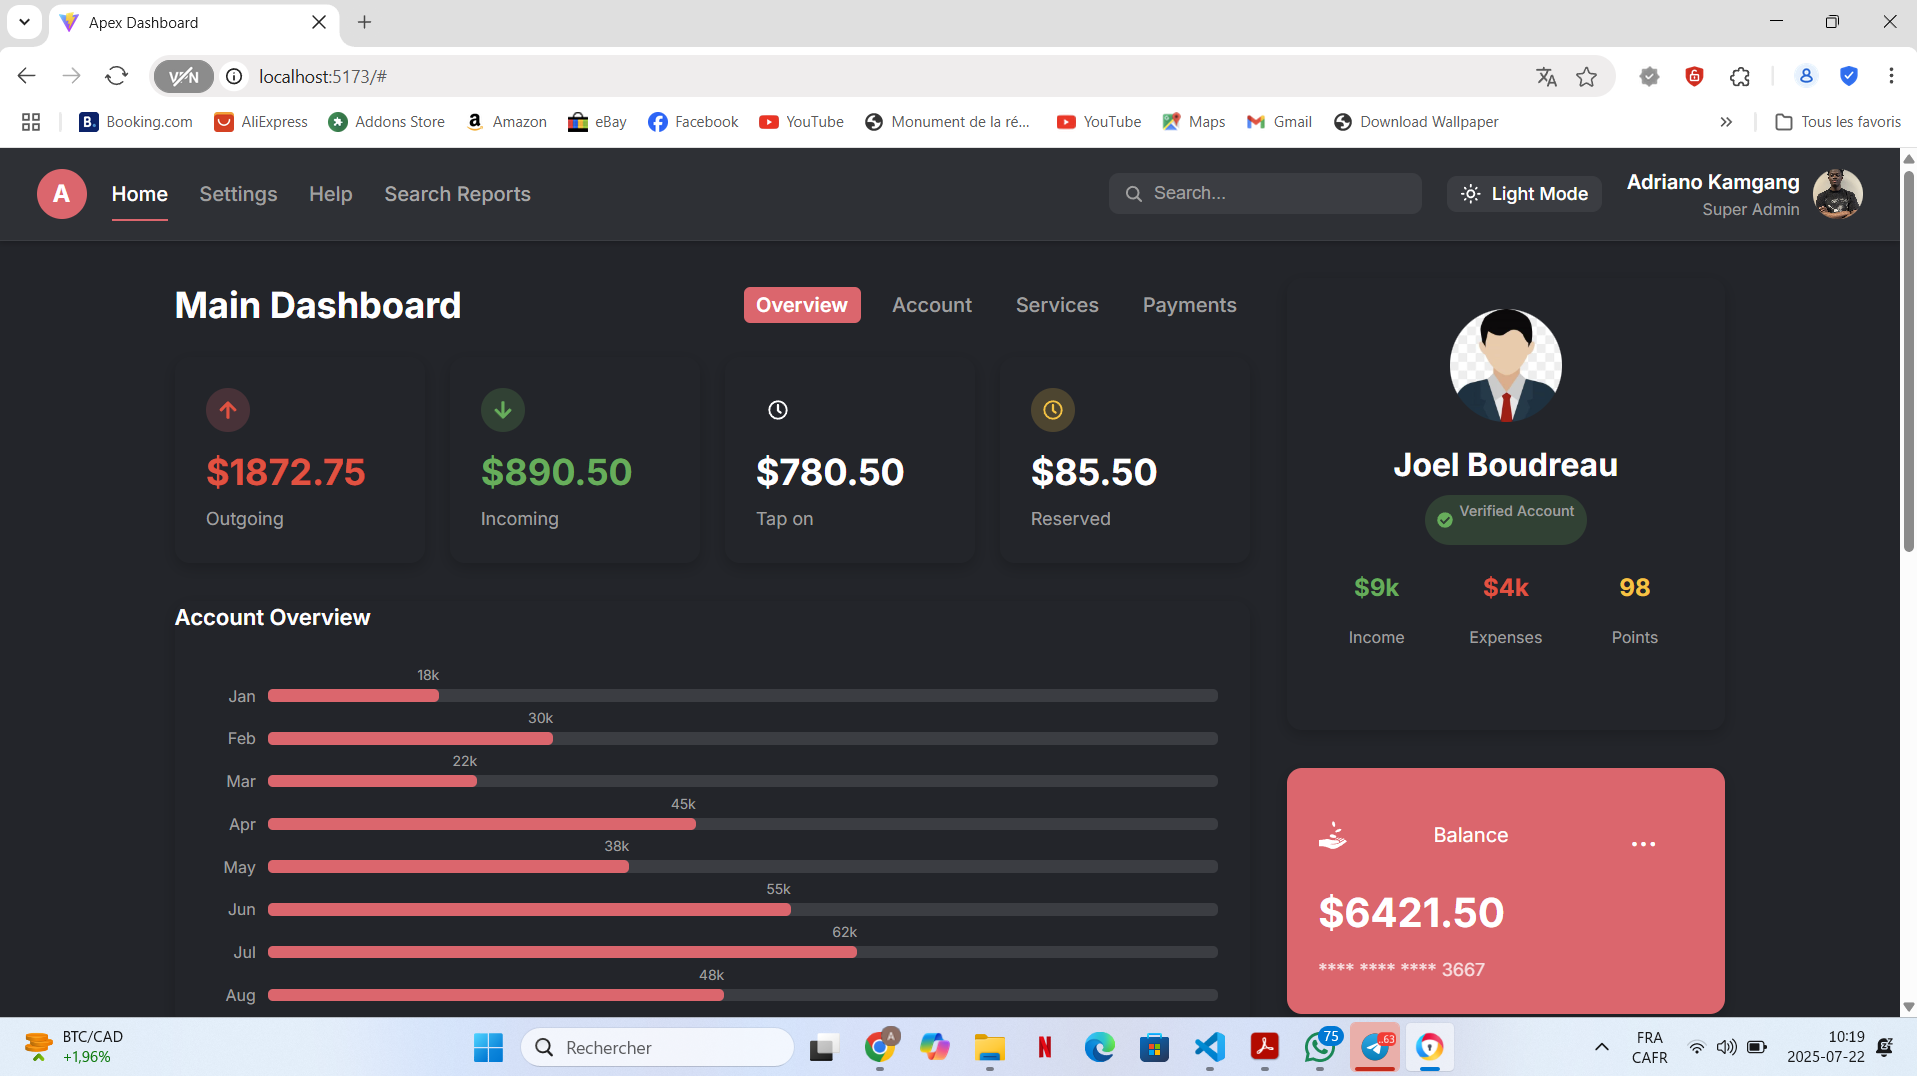 Apex Dashboard
VPN
localhost:5173/#
Booking.com
AliExpress
Addons Store
Amazon
eBay
Facebook
YouTube
Monument de la ré...
YouTube
Maps
Gmail
Download Wallpaper
Tous les favoris
A
Home
Settings
Help
Search Reports
Search...
Light Mode
Adriano Kamgang
Super Admin
Main Dashboard
Overview
Account
Services
Payments
$1872.75
Outgoing
$890.50
Incoming
$780.50
Tap on
$85.50
Reserved
Joel Boudreau
Verified Account
$9k
Income
$4k
Expenses
98
Points
Account Overview
18k
Jan
30k
Feb
22k
Mar
45k
Apr
38k
May
55k
Jun
62k
Jul
48k
Aug
Balance
...
$6421.50
**** **** **** 3667
BTC/CAD
+1,96%
Rechercher
A
75
..63
FRA
CAFR
10:19
2025-07-22